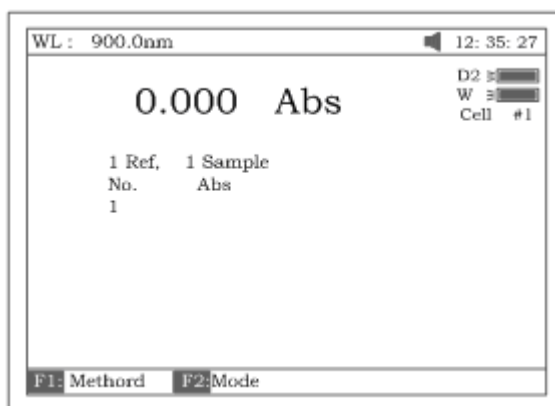 WL : 900.0nm 12: 35: 27
D2
W
Cell #1
0.000 Abs
1 Ref, 1 Sample
No. Abs
1
F1: Methord F2:Mode